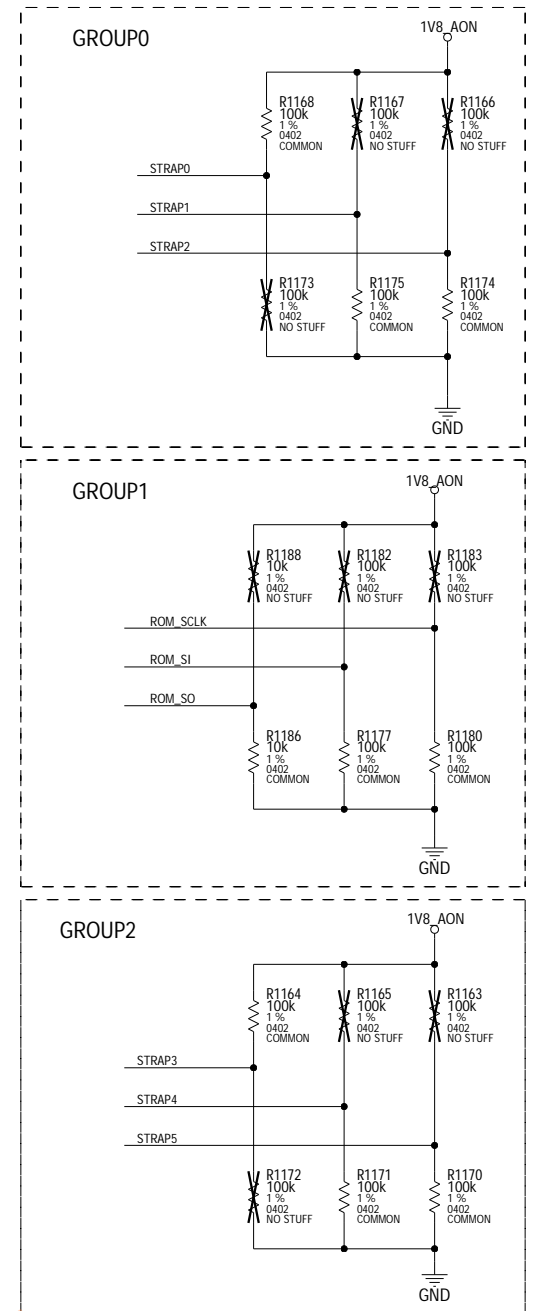 GROUP0
1V8_AON
R1168
100k
1 %
0402
COMMON
R1167
100k
1 %
0402
NO STUFF
R1166
100k
1 %
0402
NO STUFF
STRAP0
STRAP1
STRAP2
R1173
100k
1 %
0402
NO STUFF
R1175
100k
1 %
0402
COMMON
R1174
100k
1 %
0402
COMMON
GND
GROUP1
1V8_AON
R1188
10k
1 %
0402
NO STUFF
R1182
100k
1 %
0402
NO STUFF
R1183
100k
1 %
0402
NO STUFF
ROM_SCLK
ROM_SI
ROM_SO
R1186
10k
1 %
0402
COMMON
R1177
100k
1 %
0402
COMMON
R1180
100k
1 %
0402
COMMON
GND
GROUP2
1V8_AON
R1164
100k
1 %
0402
COMMON
R1165
100k
1 %
0402
NO STUFF
R1163
100k
1 %
0402
NO STUFF
STRAP3
STRAP4
STRAP5
R1172
100k
1 %
0402
NO STUFF
R1171
100k
1 %
0402
COMMON
R1170
100k
1 %
0402
COMMON
GND